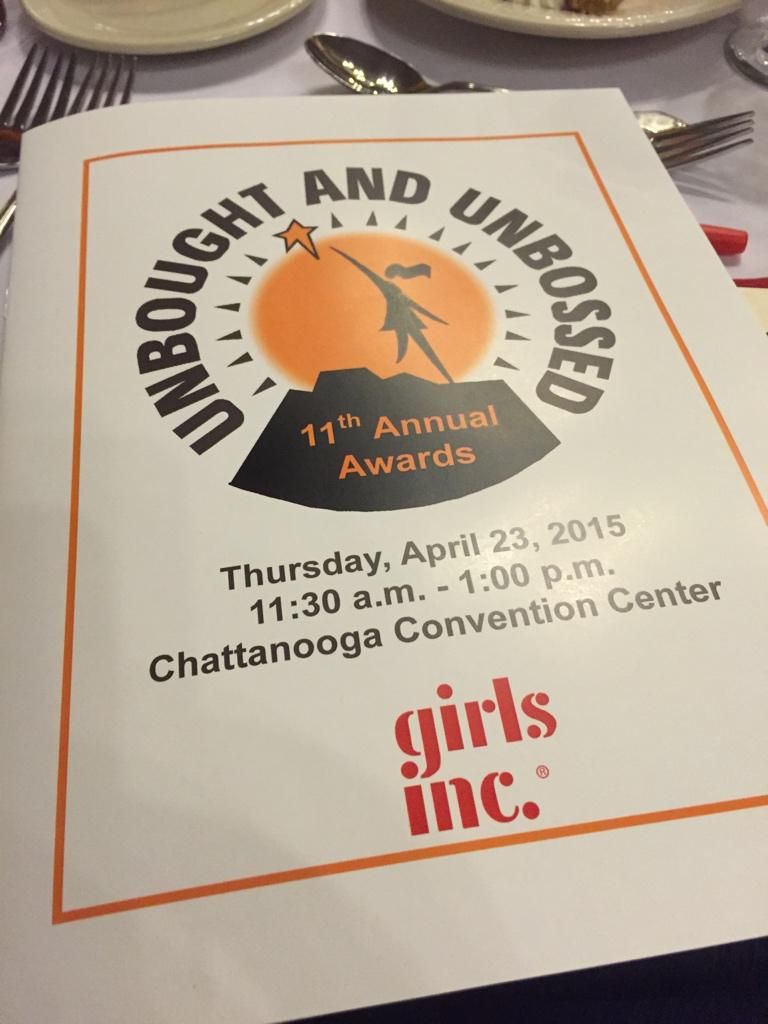 UNBOUGHT AND UNBOSSED
11th Annual
Awards
Thursday, April 23, 2015
11:30 a.m. - 1:00 p.m.
Chattanooga Convention Center
girls
inc.®